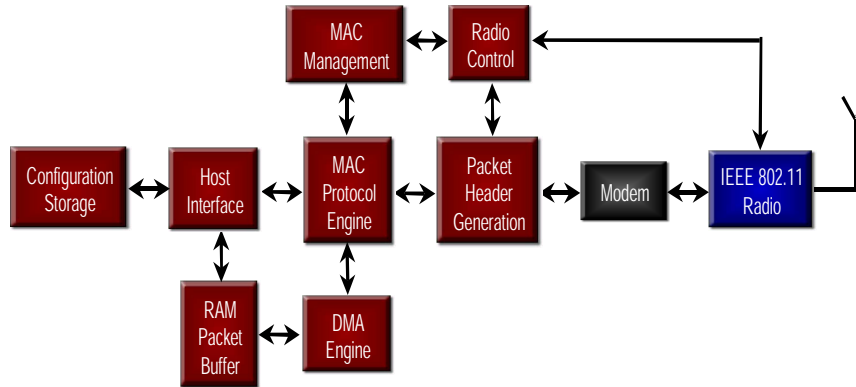 MAC
Management
Radio
Control
Configuration
Storage
Host
Interface
MAC
Protocol
Engine
Packet
Header
Generation
Modem
IEEE 802.11
Radio
RAM
Packet
Buffer
DMA
Engine